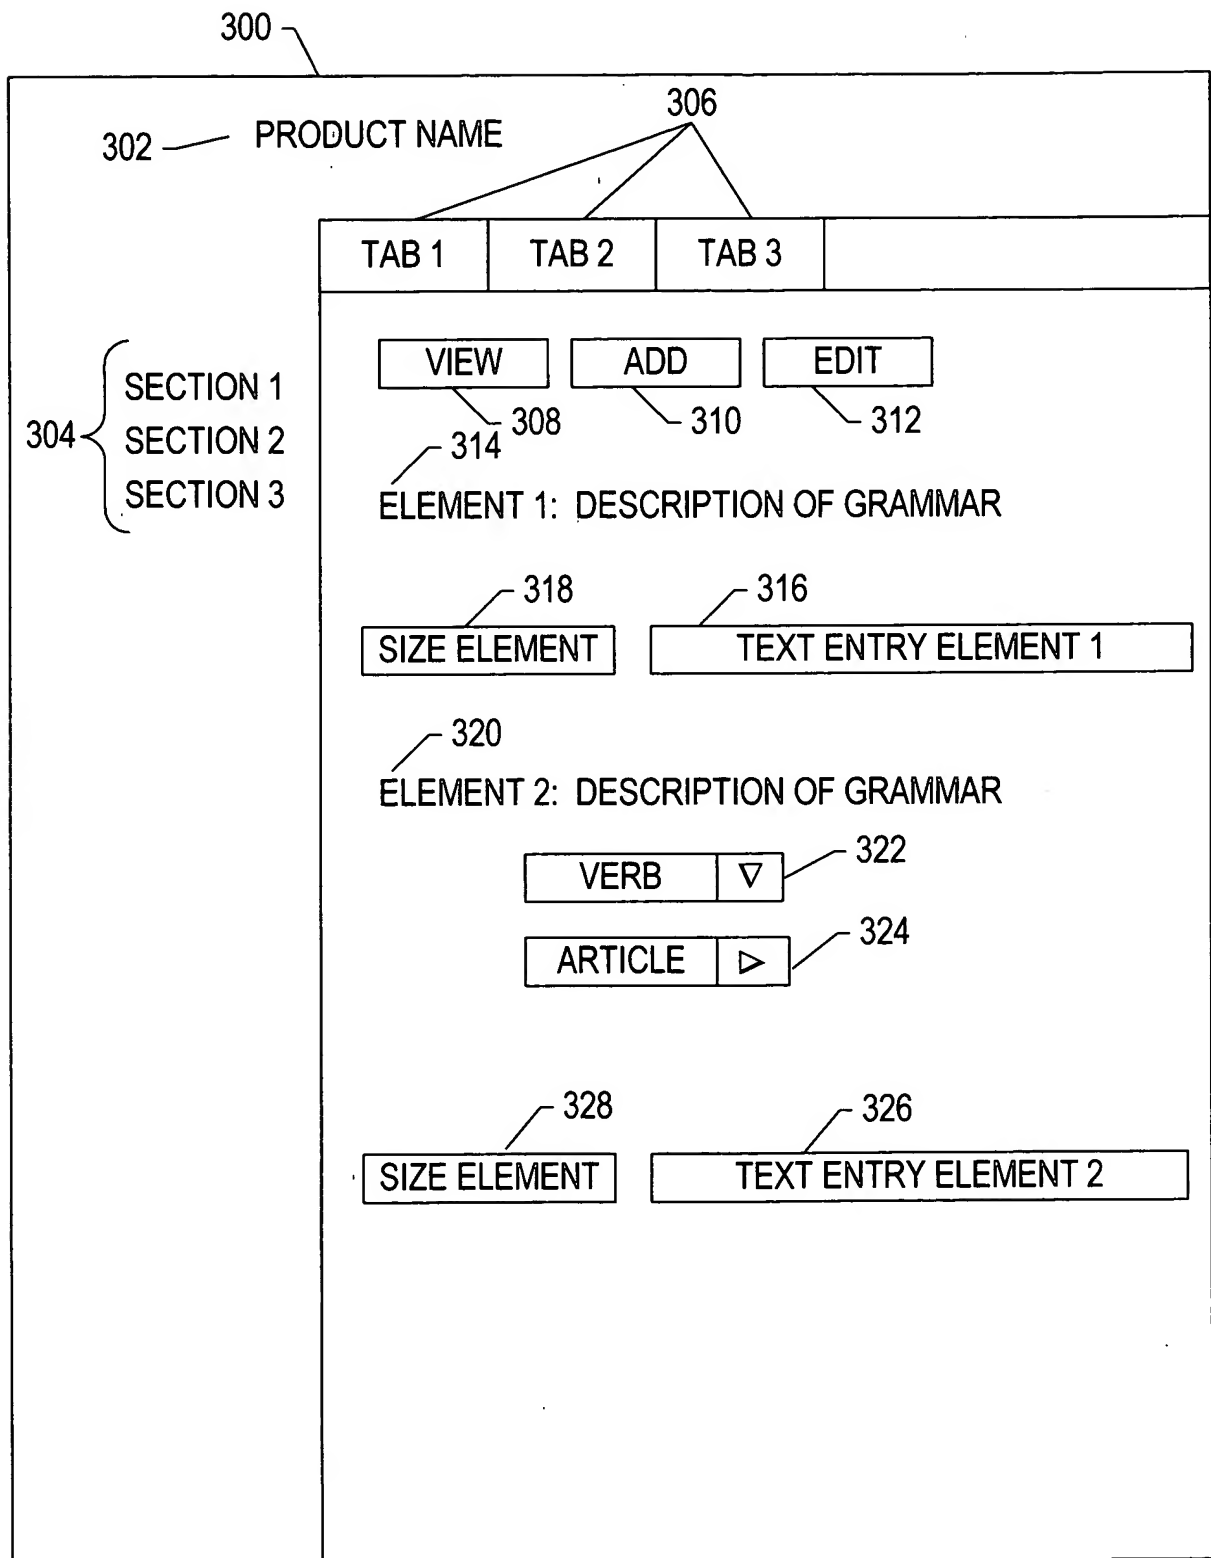 300
306
302 PRODUCT NAME
TAB 1 TAB 2 TAB 3
VIEW ADD EDIT
308 310 312
304
SECTION 1
SECTION 2
SECTION 3
314
ELEMENT 1: DESCRIPTION OF GRAMMAR
318 316
SIZE ELEMENT TEXT ENTRY ELEMENT 1
320
ELEMENT 2: DESCRIPTION OF GRAMMAR
VERB 322
ARTICLE 324
328 326
SIZE ELEMENT TEXT ENTRY ELEMENT 2